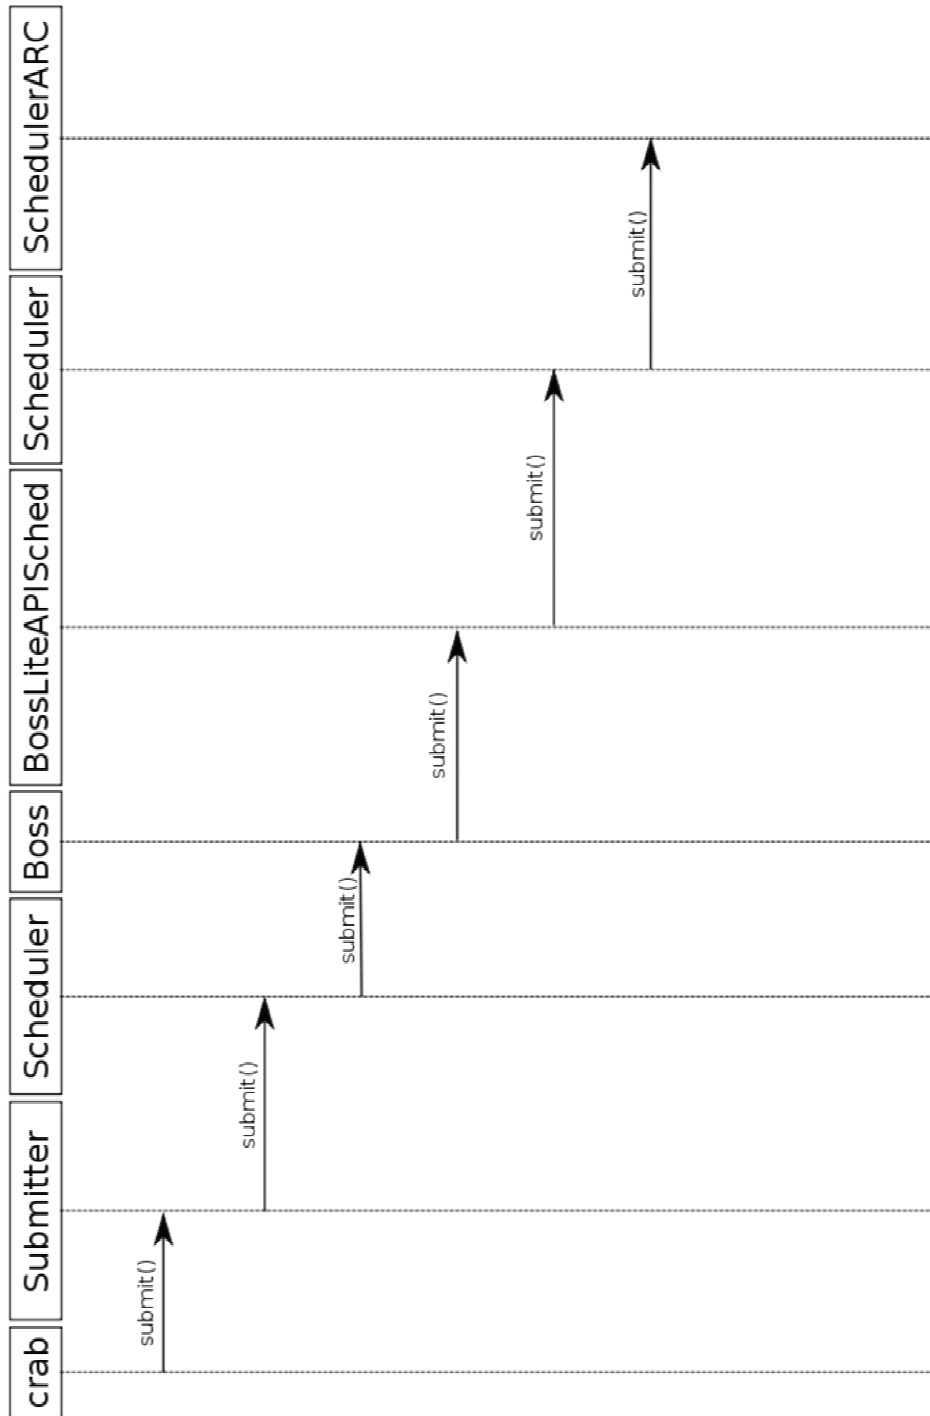 crab
Submitter
Scheduler
Boss
BossLiteAPISched
Scheduler
SchedulerARC
submit()
submit()
submit()
submit()
submit()
submit()